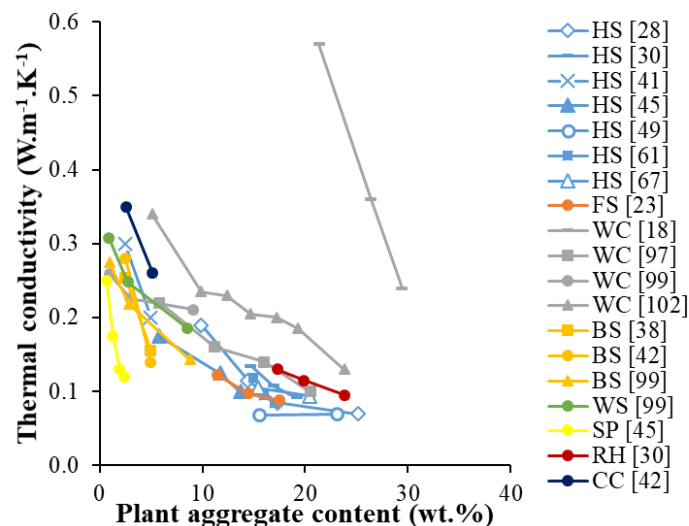 Thermal conductivity (W.m⁻¹.K⁻¹)
0.6
0.5
0.4
0.3
0.2
0.1
0.0
0
10
20
30
40
Plant aggregate content (wt.%)
HS [28]
HS [30]
HS [41]
HS [45]
HS [49]
HS [61]
HS [67]
FS [23]
WC [18]
WC [97]
WC [99]
WC [102]
BS [38]
BS [42]
BS [99]
WS [99]
SP [45]
RH [30]
CC [42]